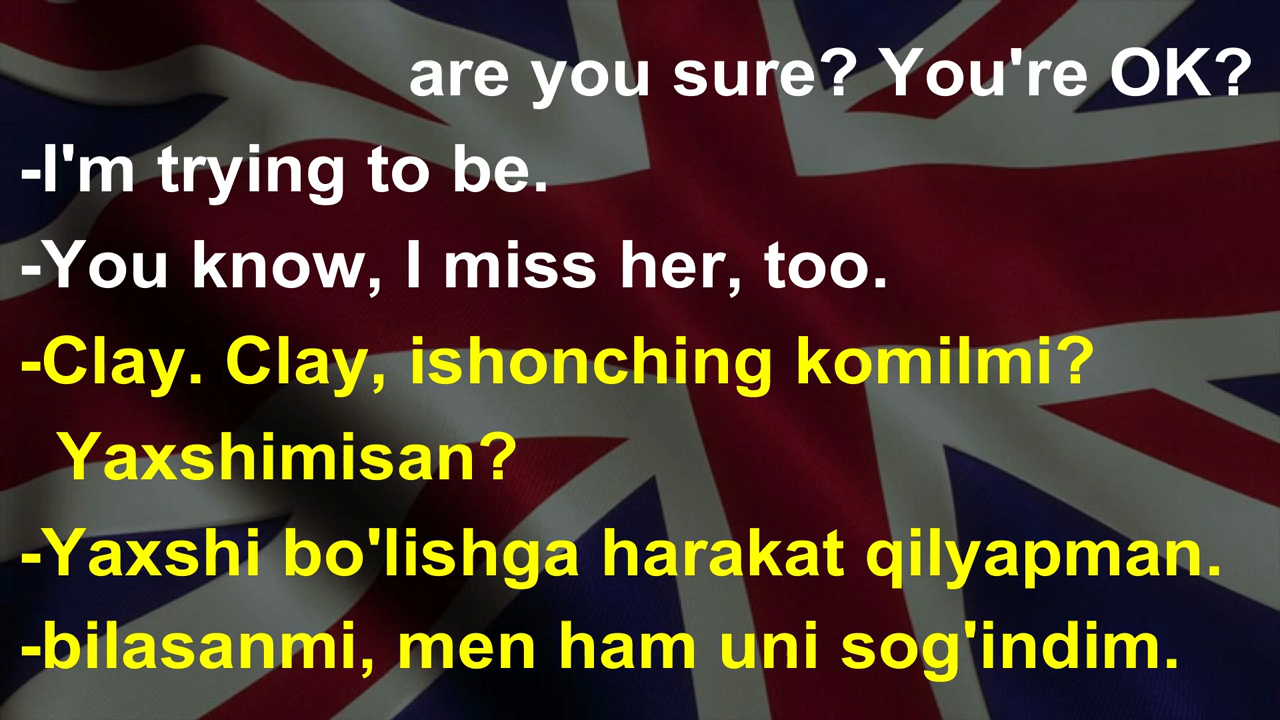 are you sure? You're OK?
-I'm trying to be.
-You know, I miss her, too.
-Clay. Clay, ishonching komilmi?
Yaxshimisan?
-Yaxshi bo'lishga harakat qilyapman.
-bilasanmi, men ham uni sog'indim.